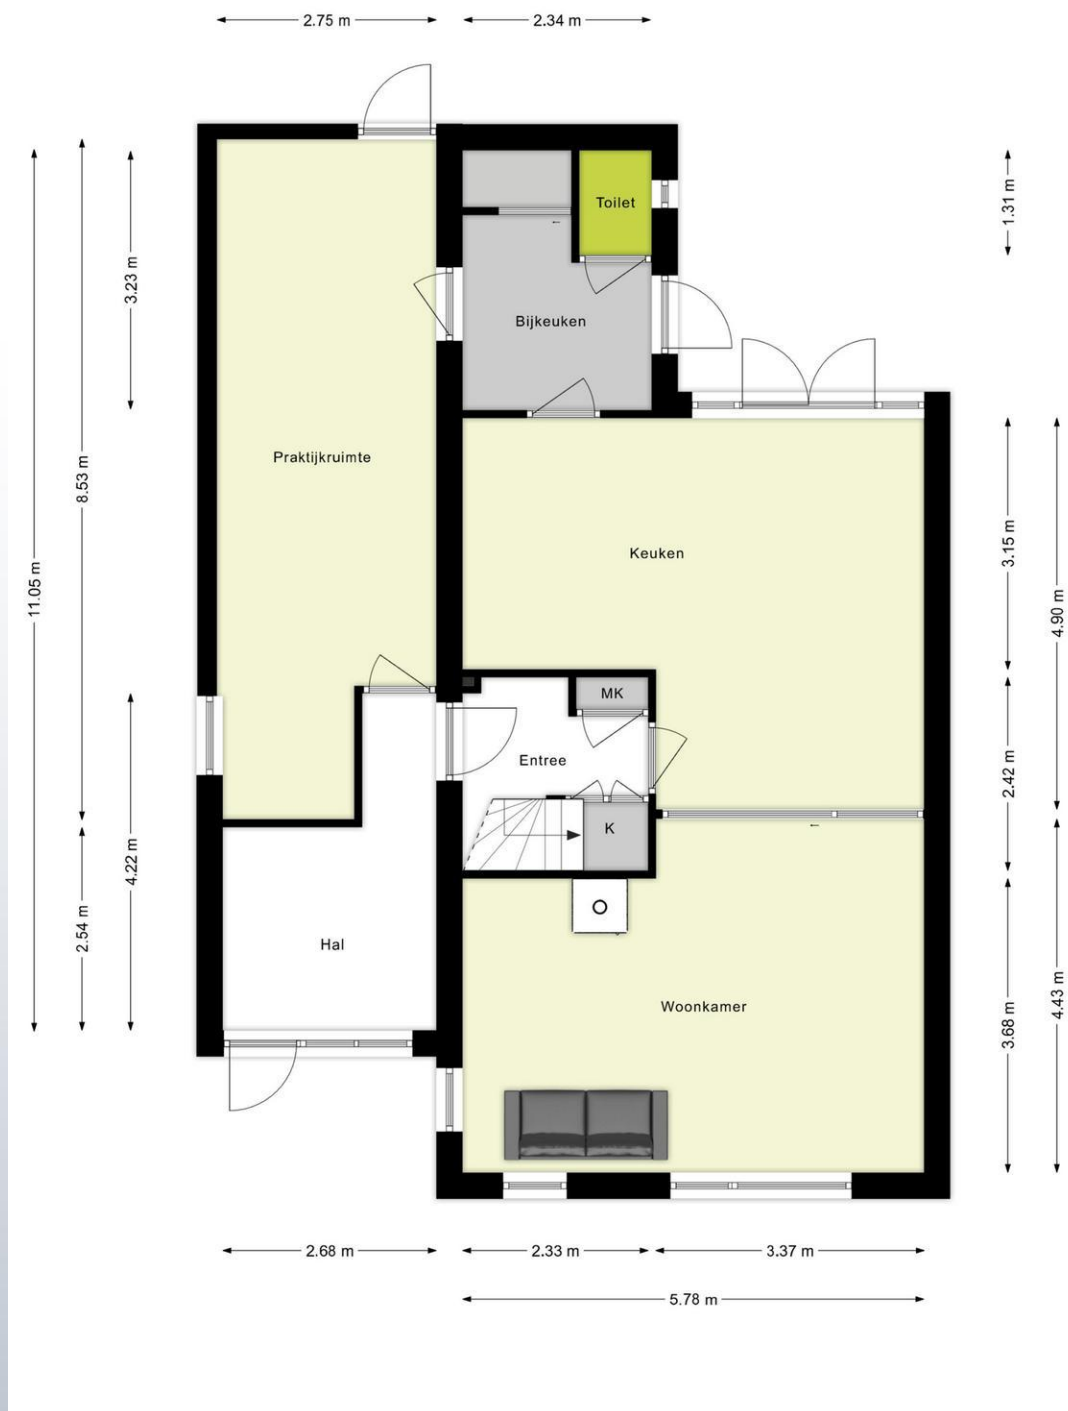 2.75 m
2.34 m
Toilet
1.31 m
3.23 m
Bijkeuken
Praktijkruimte
8.53 m
Keuken
3.15 m
11.05 m
4.90 m
MK
Entree
2.42 m
K
4.22 m
2.54 m
Hal
Woonkamer
4.43 m
3.68 m
2.68 m
2.33 m
3.37 m
5.78 m